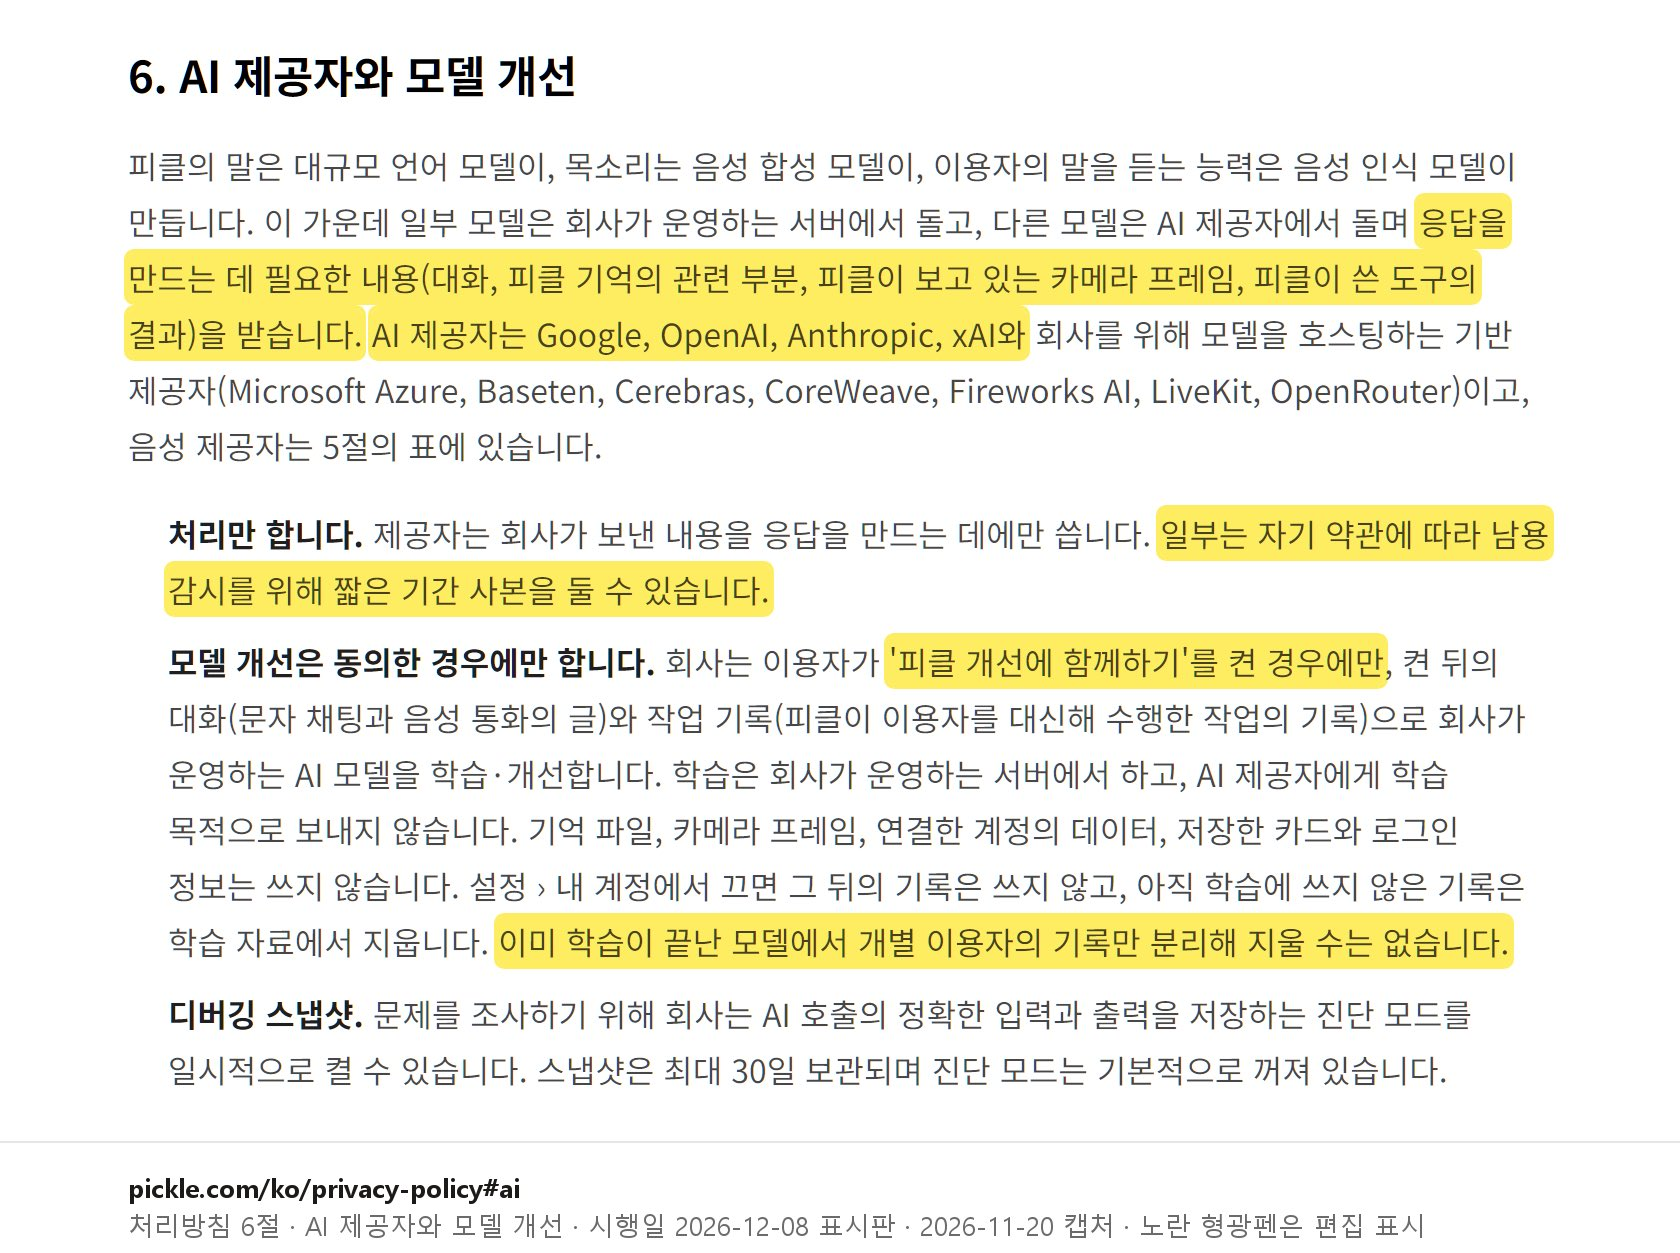 6. AI 제공자와 모델 개선
피클의 말은 대규모 언어 모델이, 목소리는 음성 합성 모델이, 이용자의 말을 듣는 능력은 음성 인식 모델이
만듭니다. 이 가운데 일부 모델은 회사가 운영하는 서버에서 돌고, 다른 모델은 AI 제공자에서 돌며 응답을
만드는 데 필요한 내용(대화, 피클 기억의 관련 부분, 피클이 보고 있는 카메라 프레임, 피클이 쓴 도구의
결과)을 받습니다. AI 제공자는 Google, OpenAI, Anthropic, xAI와 회사를 위해 모델을 호스팅하는 기반
제공자(Microsoft Azure, Baseten, Cerebras, CoreWeave, Fireworks AI, LiveKit, OpenRouter)이고,
음성 제공자는 5절의 표에 있습니다.
처리만 합니다. 제공자는 회사가 보낸 내용을 응답을 만드는 데에만 씁니다. 일부는 자기 약관에 따라 남용
감시를 위해 짧은 기간 사본을 둘 수 있습니다.
모델 개선은 동의한 경우에만 합니다. 회사는 이용자가 '피클 개선에 함께하기'를 켠 경우에만, 켠 뒤의
대화(문자 채팅과 음성 통화의 글)와 작업 기록(피클이 이용자를 대신해 수행한 작업의 기록)으로 회사가
운영하는 AI 모델을 학습·개선합니다. 학습은 회사가 운영하는 서버에서 하고, AI 제공자에게 학습
목적으로 보내지 않습니다. 기억 파일, 카메라 프레임, 연결한 계정의 데이터, 저장한 카드와 로그인
정보는 쓰지 않습니다. 설정 › 내 계정에서 끄면 그 뒤의 기록은 쓰지 않고, 아직 학습에 쓰지 않은 기록은
학습 자료에서 지웁니다. 이미 학습이 끝난 모델에서 개별 이용자의 기록만 분리해 지울 수는 없습니다.
디버깅 스냅샷. 문제를 조사하기 위해 회사는 AI 호출의 정확한 입력과 출력을 저장하는 진단 모드를
일시적으로 켤 수 있습니다. 스냅샷은 최대 30일 보관되며 진단 모드는 기본적으로 꺼져 있습니다.
pickle.com/ko/privacy-policy#ai
처리방침 6절 · AI 제공자와 모델 개선 · 시행일 2026-12-08 표시판 · 2026-11-20 캡처 · 노란 형광펜은 편집 표시